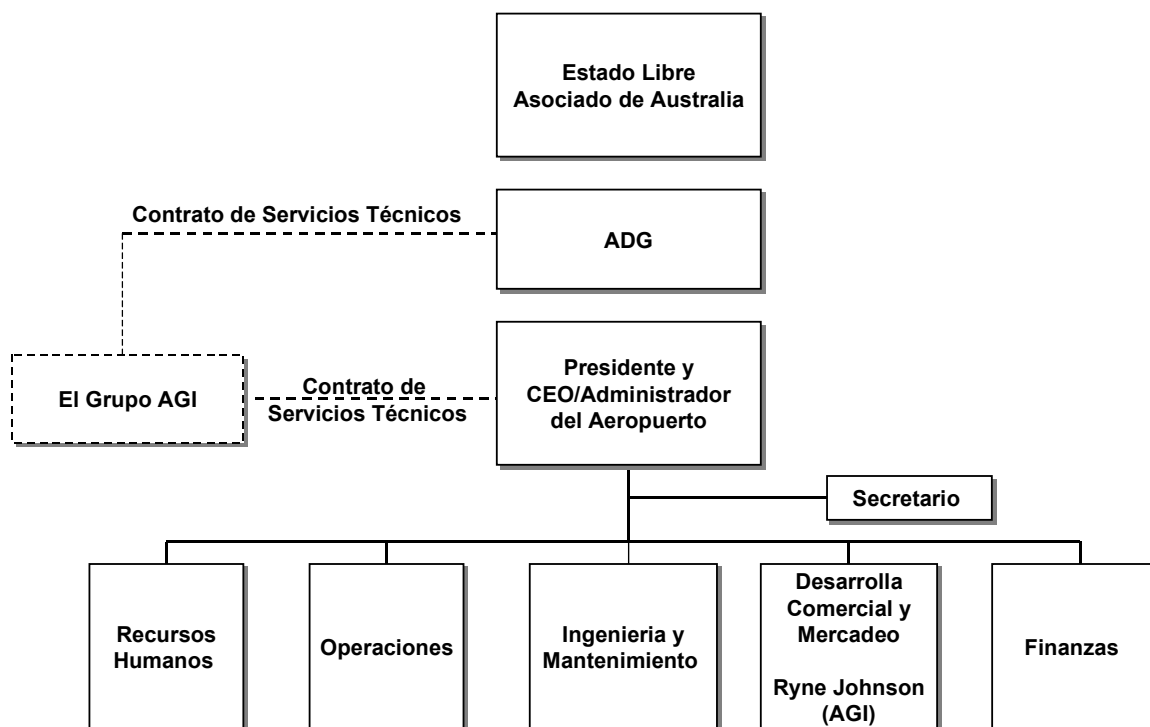 Estado Libre
Asociado de Australia
Contrato de Servicios Técnicos
ADG
Presidente y
CEO/Administrador
del Aeropuerto
El Grupo AGI
Contrato de
Servicios Técnicos
Secretario
Recursos
Humanos
Operaciones
Ingenieria y
Mantenimiento
Desarrolla
Comercial y
Mercadeo
Ryne Johnson
(AGI)
Finanzas